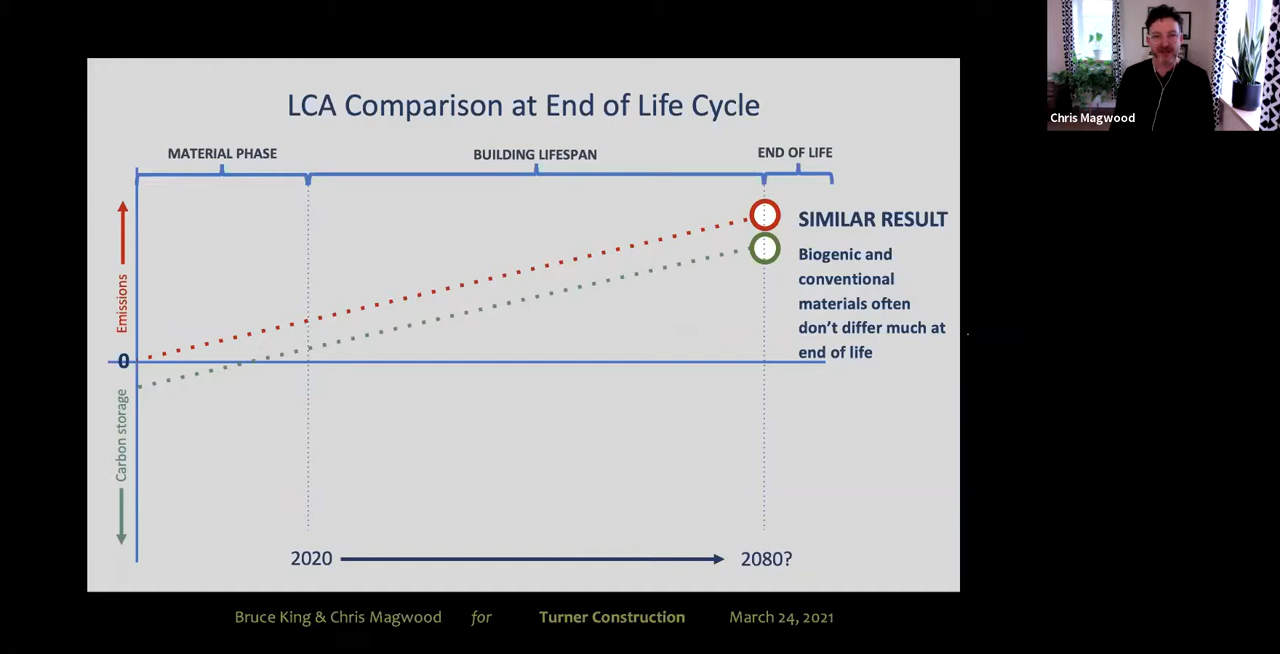 LCA Comparison at End of Life Cycle
MATERIAL PHASE
BUILDING LIFESPAN
END OF LIFE
Emissions
0
Carbon storage
SIMILAR RESULT
Biogenic and
conventional
materials often
don't differ much at
end of life
2020
2080?
Bruce King & Chris Magwood for Turner Construction March 24, 2021
Chris Magwood